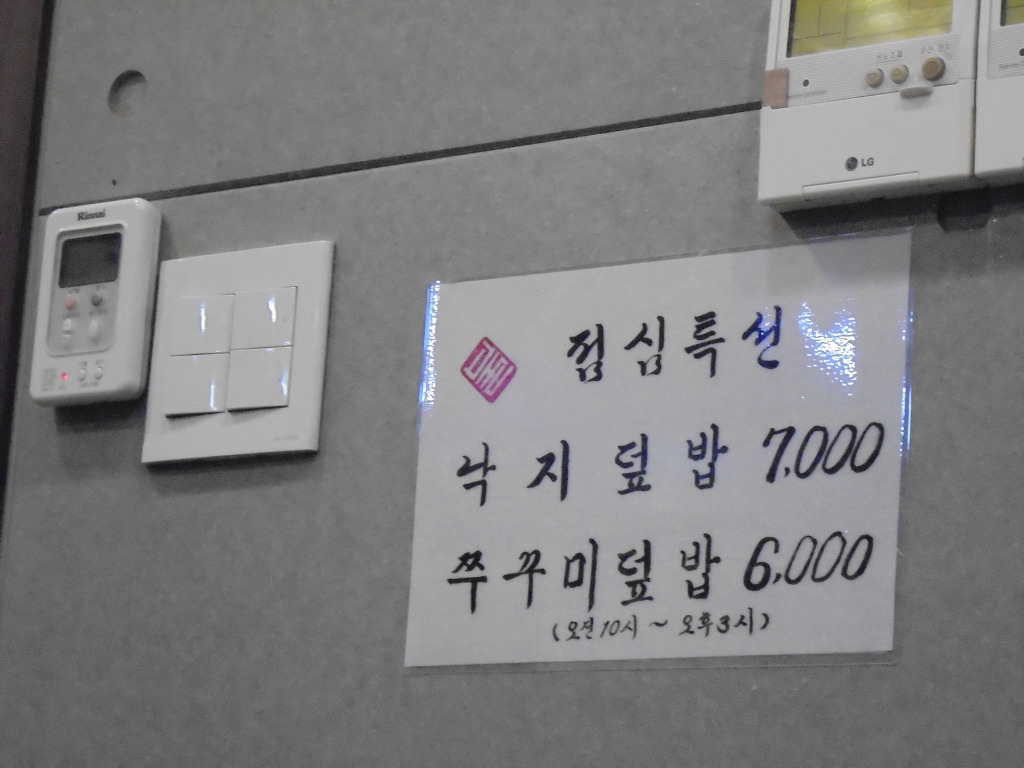 Rinnai
LG
점심특선
낙지덮밥 7,000
쭈꾸미덮밥 6,000
(오전10시 ~ 오후3시)